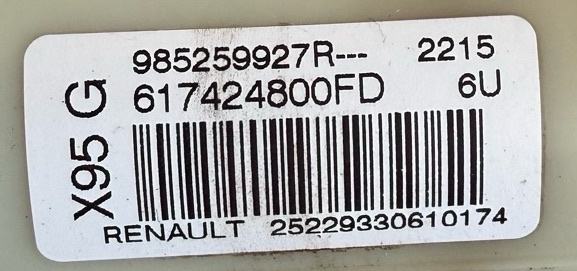 985259927R--- 2215
617424800FD 6U
X95 G
RENAULT 25229330610174